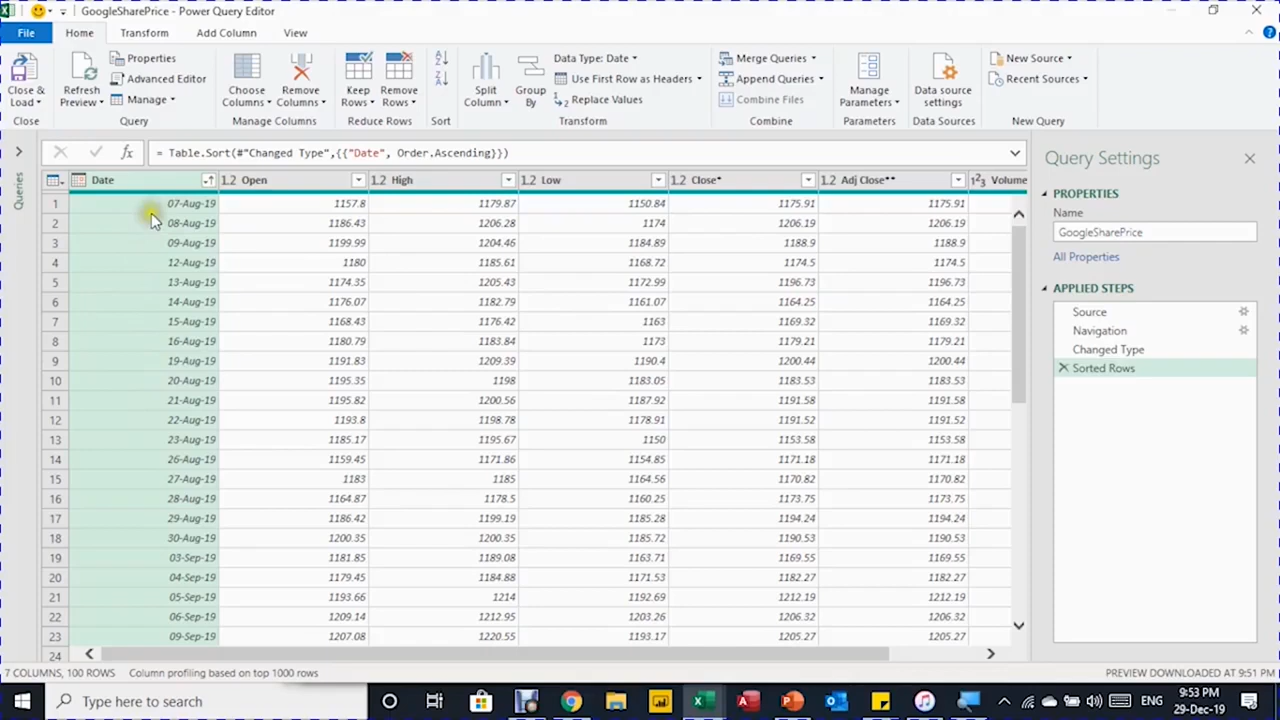 GoogleSharePrice - Power Query Editor
File Home Transform Add Column View
Close & Load
Close
Refresh Preview
Properties
Advanced Editor
Manage
Query
Choose Columns
Remove Columns
Manage Columns
Keep Rows
Remove Rows
Reduce Rows
Sort
Split Column
Group By
Data Type: Date
Use First Row as Headers
Replace Values
Transform
Merge Queries
Append Queries
Combine Files
Combine
Manage Parameters
Parameters
Data source settings
Data Sources
New Source
Recent Sources
New Query
Queries
fx = Table.Sort(#"Changed Type",{{"Date", Order.Ascending}})
Date 1.2 Open 1.2 High 1.2 Low 1.2 Close* 1.2 Adj Close** 123 Volume
1 07-Aug-19 1157.8 1179.87 1150.84 1175.91 1175.91
2 08-Aug-19 1186.43 1206.28 1174 1206.19 1206.19
3 09-Aug-19 1199.99 1204.46 1184.89 1188.9 1188.9
4 12-Aug-19 1180 1185.61 1168.72 1174.5 1174.5
5 13-Aug-19 1174.35 1205.43 1172.99 1196.73 1196.73
6 14-Aug-19 1176.07 1182.79 1161.07 1164.25 1164.25
7 15-Aug-19 1168.43 1176.42 1163 1169.32 1169.32
8 16-Aug-19 1180.79 1183.84 1173 1179.21 1179.21
9 19-Aug-19 1191.83 1209.39 1190.4 1200.44 1200.44
10 20-Aug-19 1195.35 1198 1183.05 1183.53 1183.53
11 21-Aug-19 1195.82 1200.56 1187.92 1191.58 1191.58
12 22-Aug-19 1193.8 1198.78 1178.91 1191.52 1191.52
13 23-Aug-19 1185.17 1195.67 1150 1153.58 1153.58
14 26-Aug-19 1159.45 1171.86 1154.85 1171.18 1171.18
15 27-Aug-19 1183 1185 1164.56 1170.82 1170.82
16 28-Aug-19 1164.87 1178.5 1160.25 1173.75 1173.75
17 29-Aug-19 1186.42 1199.19 1185.28 1194.24 1194.24
18 30-Aug-19 1200.35 1200.35 1185.72 1190.53 1190.53
19 03-Sep-19 1181.85 1189.08 1163.71 1169.55 1169.55
20 04-Sep-19 1179.45 1184.88 1171.53 1182.27 1182.27
21 05-Sep-19 1193.66 1214 1192.69 1212.19 1212.19
22 06-Sep-19 1209.14 1212.95 1203.26 1206.32 1206.32
23 09-Sep-19 1207.08 1220.55 1193.17 1205.27 1205.27
24
Query Settings
PROPERTIES
Name
GoogleSharePrice
All Properties
APPLIED STEPS
Source
Navigation
Changed Type
Sorted Rows
7 COLUMNS, 100 ROWS Column profiling based on top 1000 rows PREVIEW DOWNLOADED AT 9:51 PM
Type here to search
ENG
9:53 PM
29-Dec-19